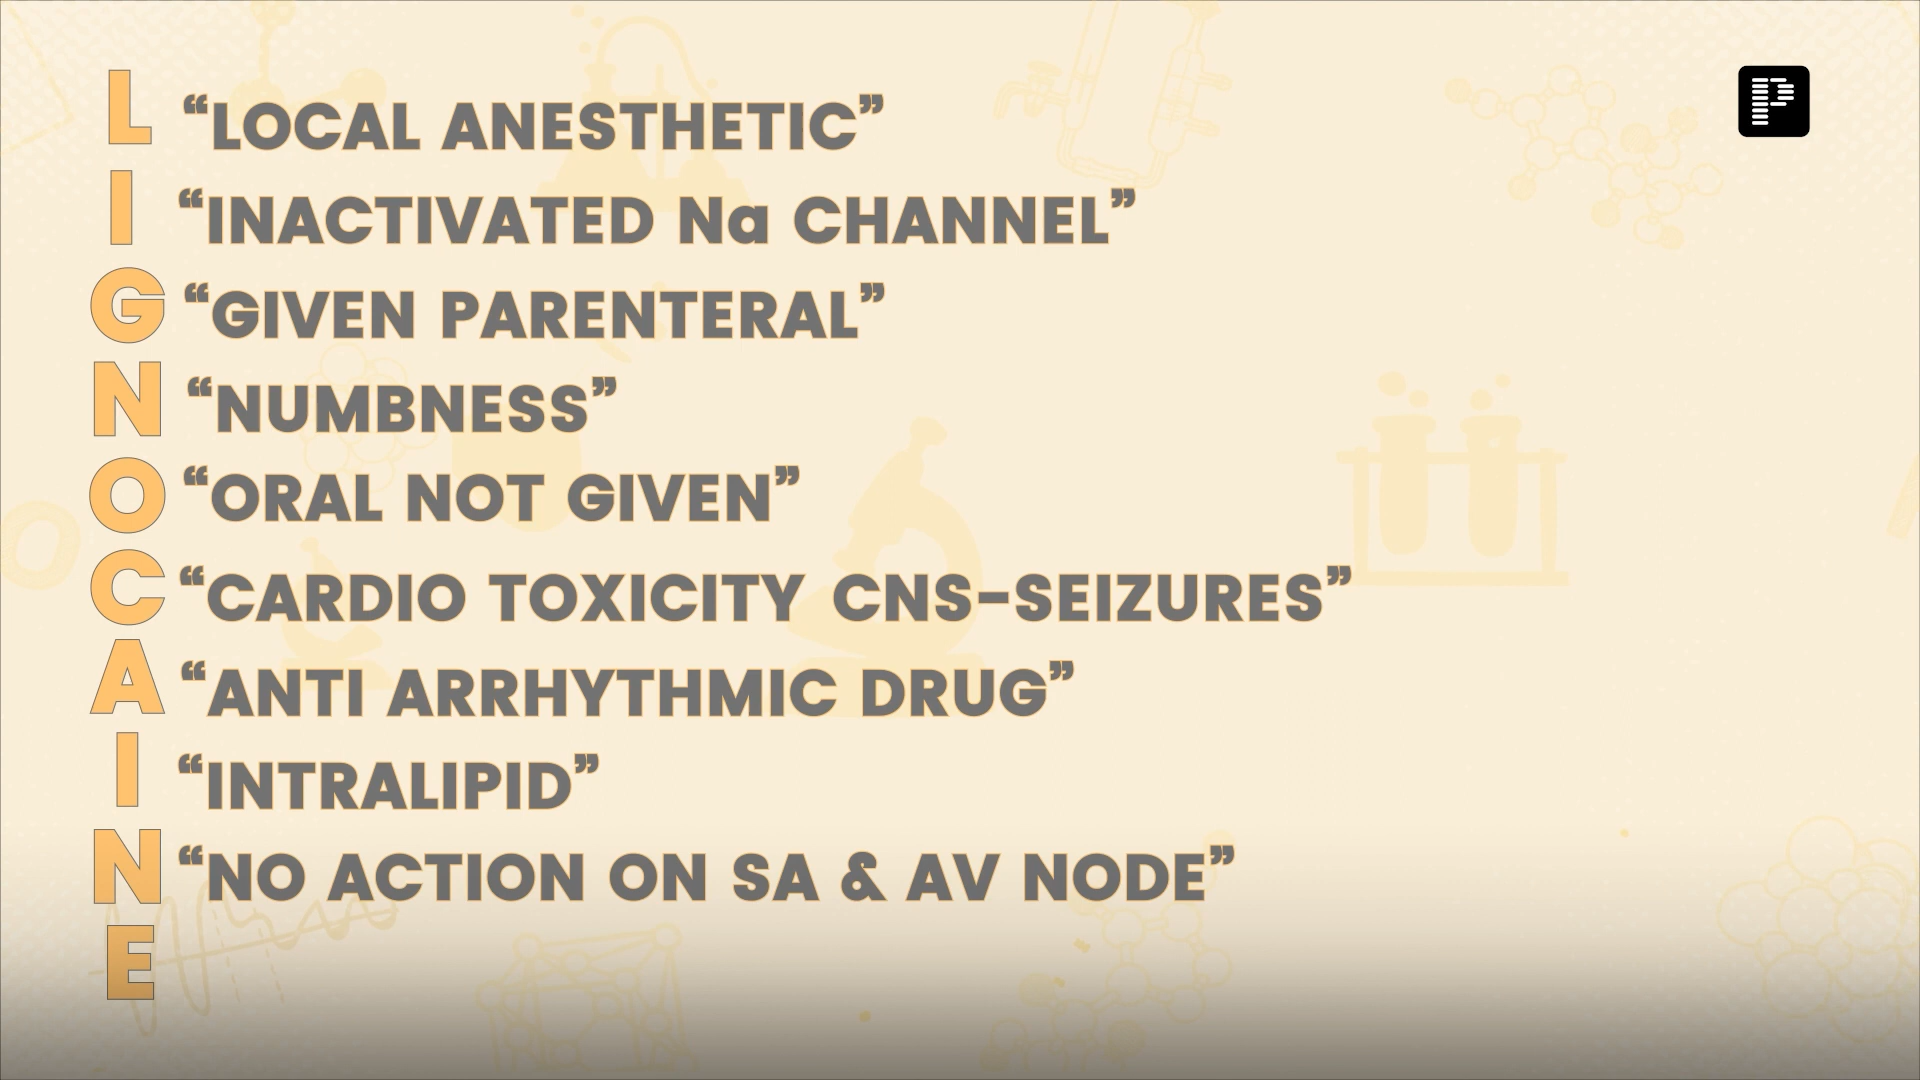 L “LOCAL ANESTHETIC”
I “INACTIVATED Na CHANNEL”
G “GIVEN PARENTERAL”
N “NUMBNESS”
O “ORAL NOT GIVEN”
C “CARDIO TOXICITY CNS-SEIZURES”
A “ANTI ARRHYTHMIC DRUG”
I “INTRALIPID”
N “NO ACTION ON SA & AV NODE”
E
P